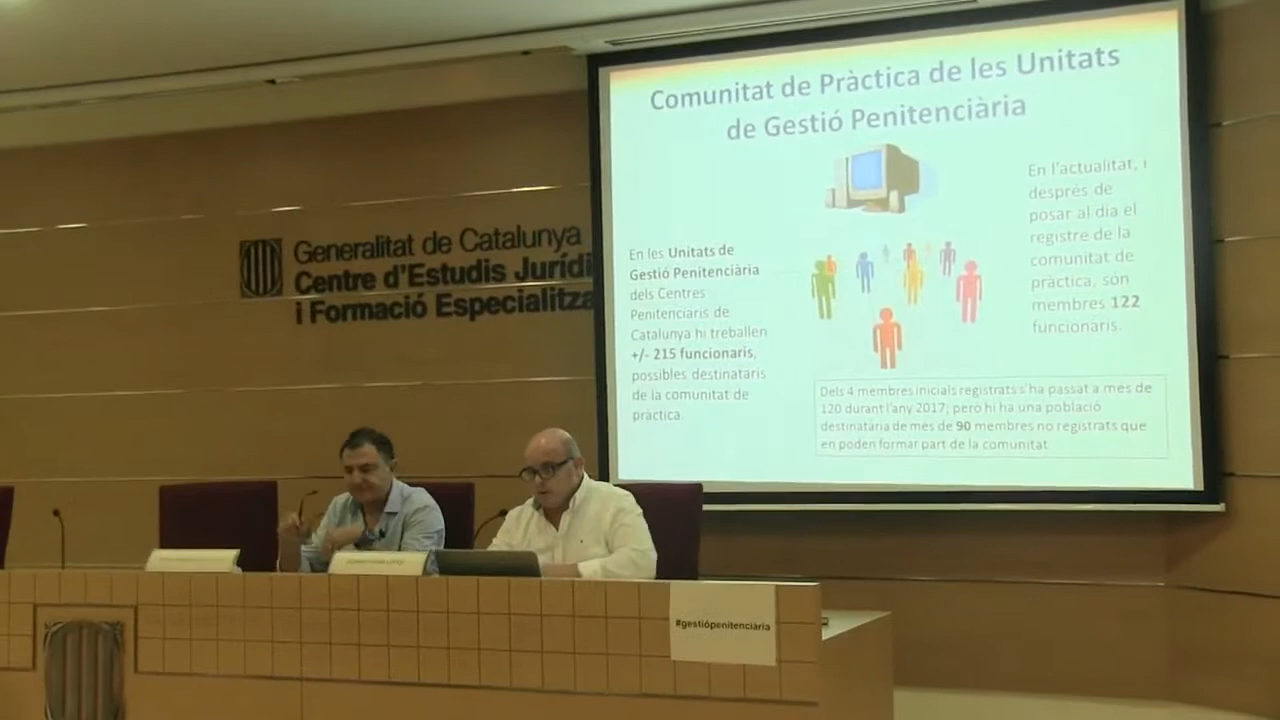 Comunitat de Pràctica de les Unitats
de Gestió Penitenciària
En l'actualitat, i
després de
posar al dia el
registre de la
comunitat de
pràctica, són
membres 122
funcionaris.
En les Unitats de
Gestió Penitenciària
dels Centres
Penitenciaris de
Catalunya hi treballen
+/- 215 funcionaris,
possibles destinataris
de la comunitat de
pràctica.
Dels 4 membres inicials registrats s'ha passat a mes de
120 durant l'any 2017; però hi ha una població
destinatària de més de 90 membres no registrats que
en poden formar part de la comunitat
Generalitat de Catalunya
Centre d'Estudis Jurídi
i Formació Especialitza
#gestiópenitenciària